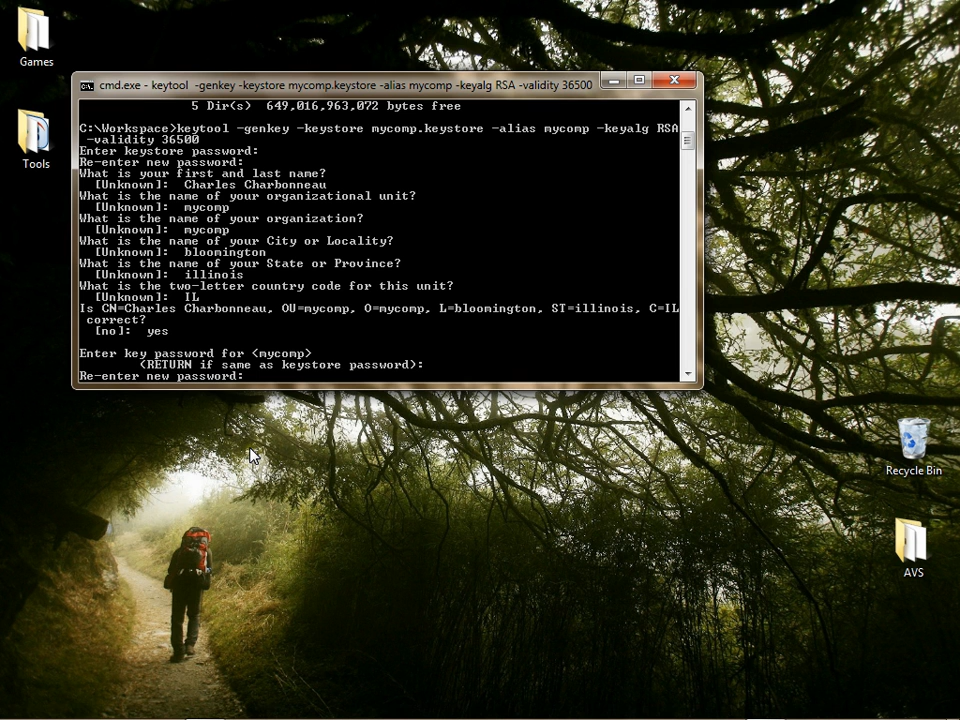 Games
Tools
cmd.exe - keytool  -genkey -keystore mycomp.keystore -alias mycomp -keyalg RSA -validity 36500
5 Dir(s)  649,016,963,072 bytes free
C:\Workspace>keytool -genkey -keystore mycomp.keystore -alias mycomp -keyalg RSA
-validity 36500
Enter keystore password:
Re-enter new password:
What is your first and last name?
[Unknown]:  Charles Charbonneau
What is the name of your organizational unit?
[Unknown]:  mycomp
What is the name of your organization?
[Unknown]:  mycomp
What is the name of your City or Locality?
[Unknown]:  bloomington
What is the name of your State or Province?
[Unknown]:  illinois
What is the two-letter country code for this unit?
[Unknown]:  IL
Is CN=Charles Charbonneau, OU=mycomp, O=mycomp, L=bloomington, ST=illinois, C=IL
correct?
[no]:  yes
Enter key password for <mycomp>
(RETURN if same as keystore password):
Re-enter new password:
Recycle Bin
AVS